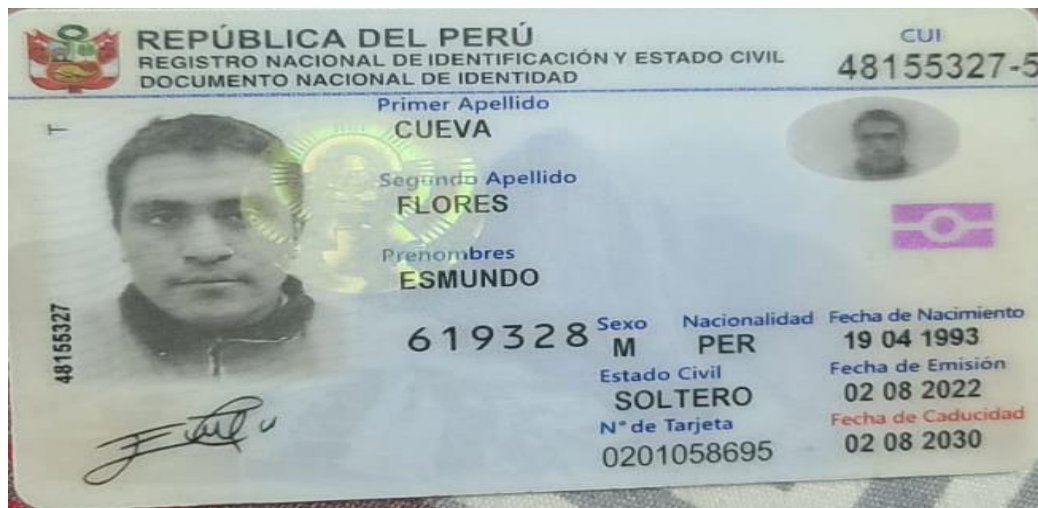 REPÚBLICA DEL PERÚ
REGISTRO NACIONAL DE IDENTIFICACIÓN Y ESTADO CIVIL
DOCUMENTO NACIONAL DE IDENTIDAD
CUI
48155327-5
T
Primer Apellido
CUEVA
Segundo Apellido
FLORES
Prenombres
ESMUNDO
48155327
619328
Sexo Nacionalidad Fecha de Nacimiento
M PER 19 04 1993
Estado Civil Fecha de Emisión
SOLTERO 02 08 2022
N° de Tarjeta Fecha de Caducidad
0201058695 02 08 2030